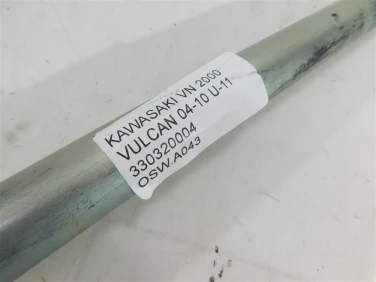 KAWASAKI VN 2000
VULCAN 04-10 U-11
330320004
OSW.A043